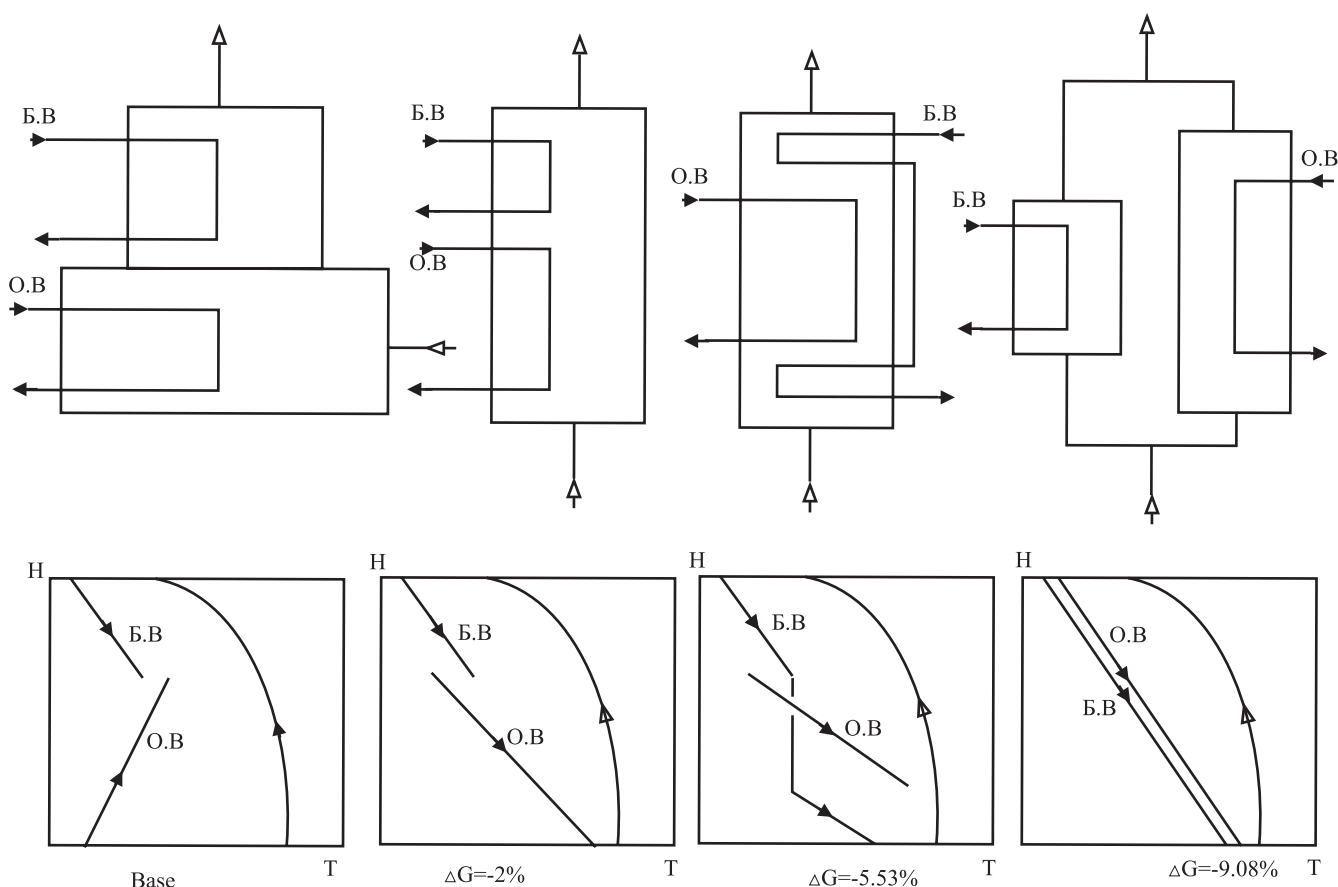 Б.В
О.В
Б.В
О.В
Б.В
О.В
Б.В
О.В
H
Б.В
О.В
T
Base
H
Б.В
О.В
T
△G=-2%
H
Б.В
О.В
T
△G=-5.53%
H
О.В
Б.В
T
△G=-9.08%